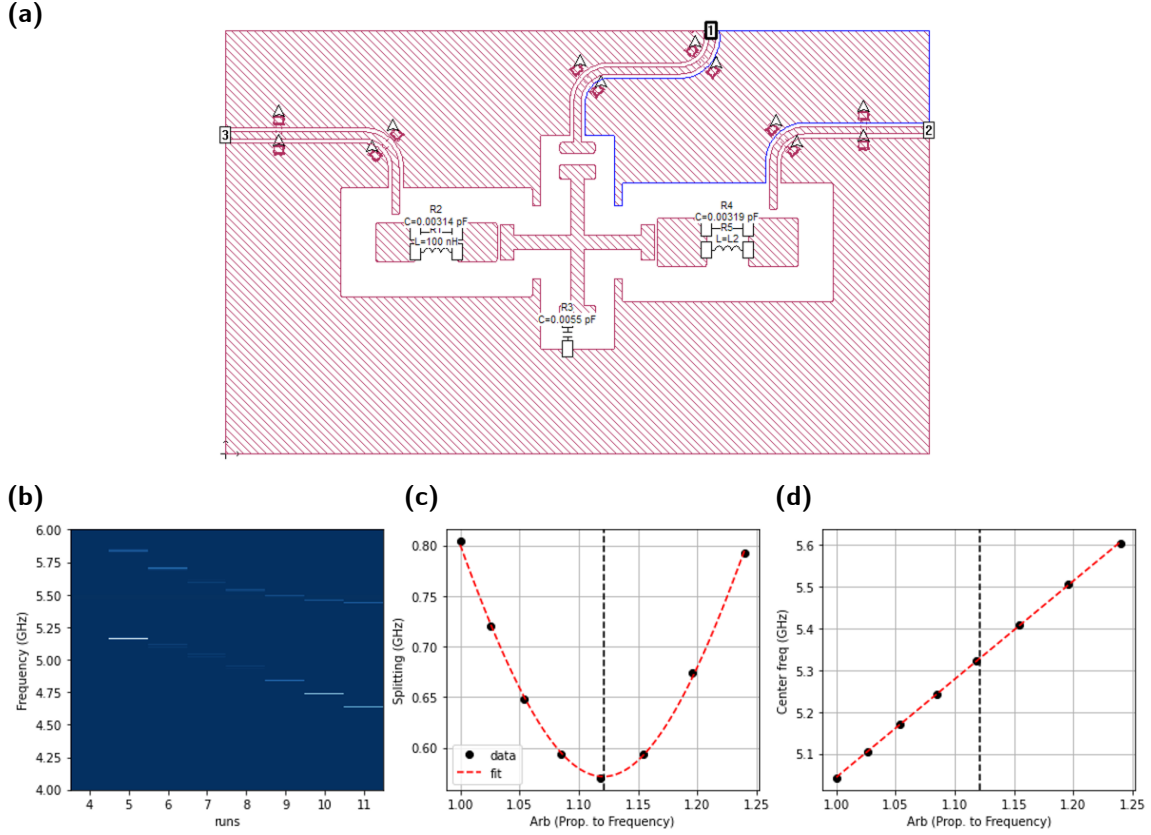 (a)
1
3
2
R2
C=0.00314 pF
R1
L=100 nH
R4
C=0.00319 pF
R5
L=L2
R3
C=0.0055 pF
(b)
(c)
(d)
6.00
5.75
5.50
5.25
5.00
4.75
4.50
4.25
4.00
Frequency (GHz)
4 5 6 7 8 9 10 11
runs
0.80
0.75
0.70
0.65
0.60
Splitting (GHz)
data
fit
1.00 1.05 1.10 1.15 1.20 1.25
Arb (Prop. to Frequency)
5.6
5.5
5.4
5.3
5.2
5.1
Center freq (GHz)
1.00 1.05 1.10 1.15 1.20 1.25
Arb (Prop. to Frequency)